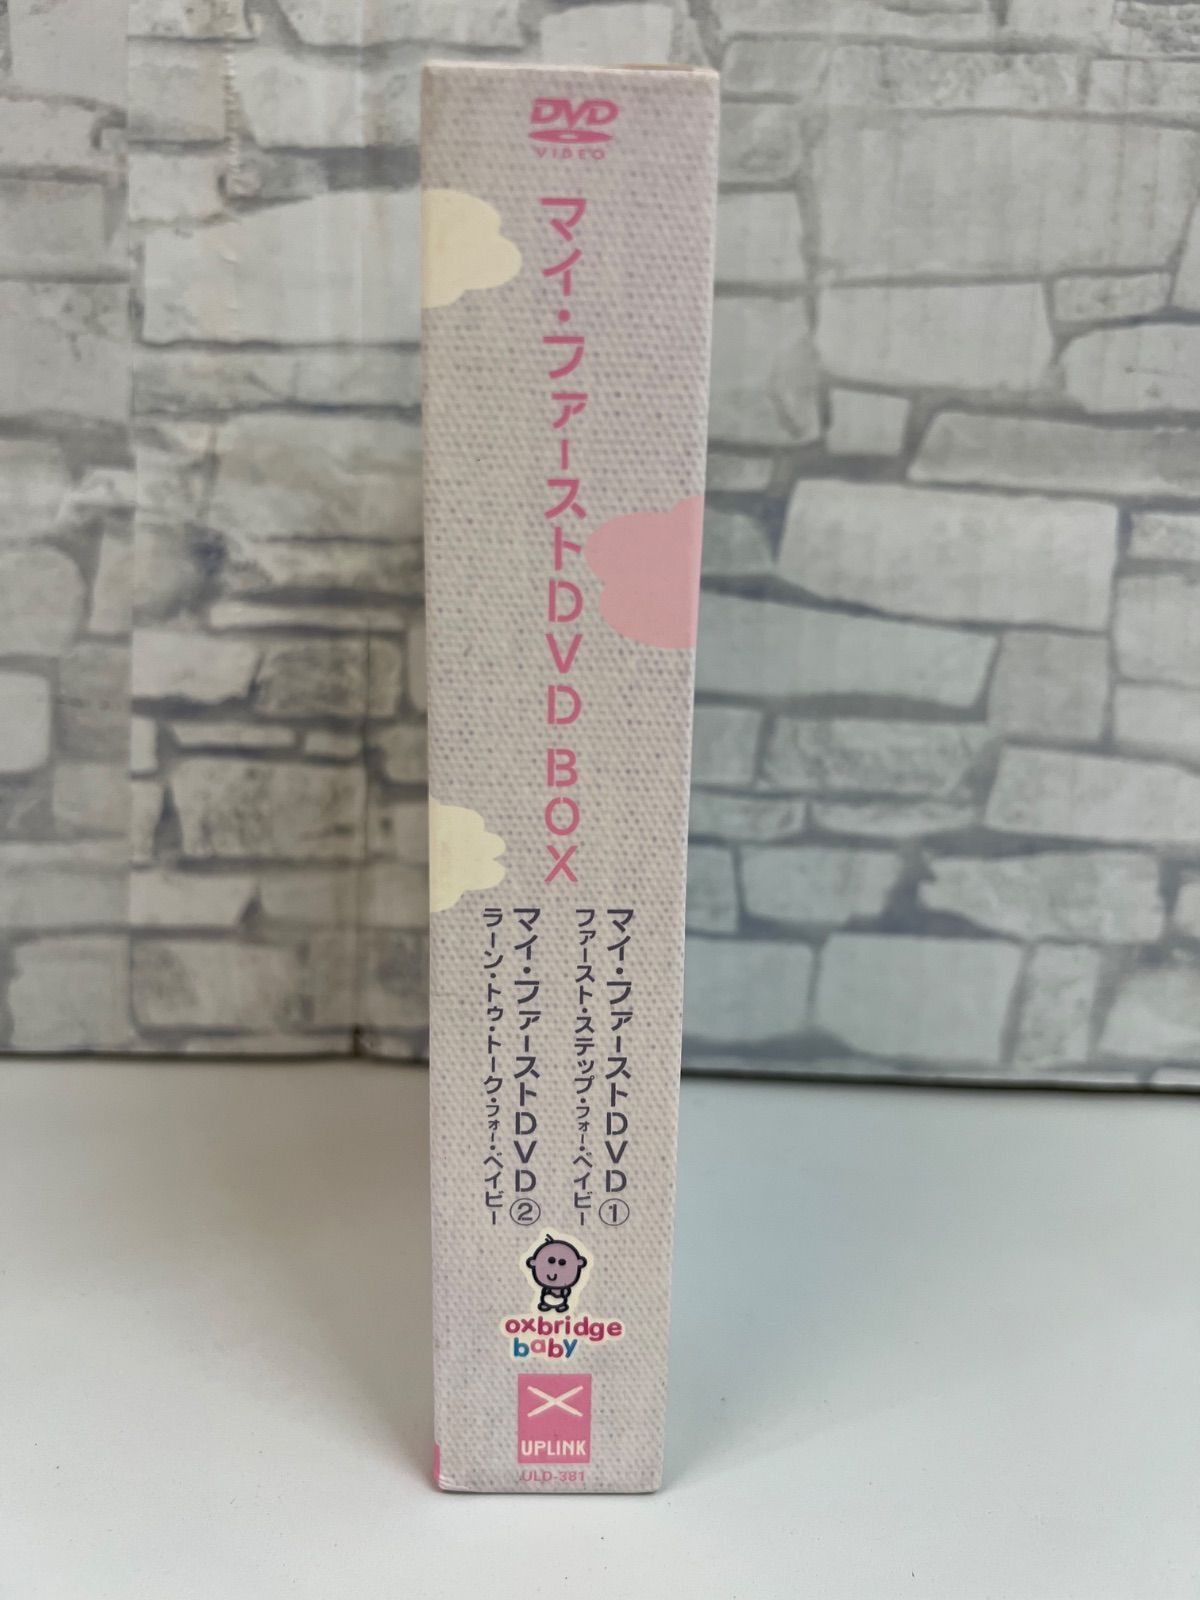 DVD
VIDEO
マイ・ファーストDVD BOX
マイ・ファーストDVD①
ファースト・ステップ・フォー・ベイビー
マイ・ファーストDVD②
ラーン・トゥ・トーク・フォー・ベイビー
oxbridge
baby
UPLINK
ULD-381